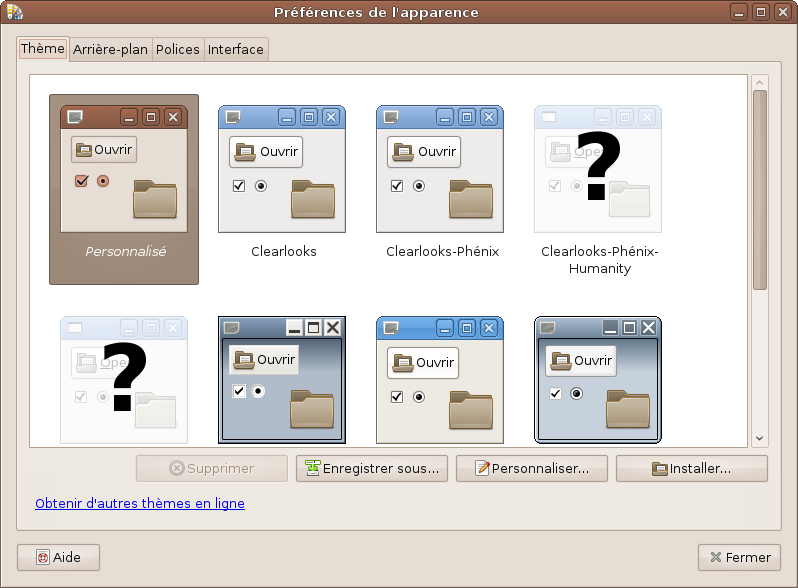 Préférences de l'apparence
Thème Arrière-plan Polices Interface
Ouvrir Ouvrir Ouvrir Ope
?
Personnalisé Clearlooks Clearlooks-Phénix Clearlooks-Phénix-
Humanity
Ope Ouvrir Ouvrir Ouvrir
?
Supprimer Enregistrer sous... Personnaliser... Installer...
Obtenir d'autres thèmes en ligne
Aide Fermer